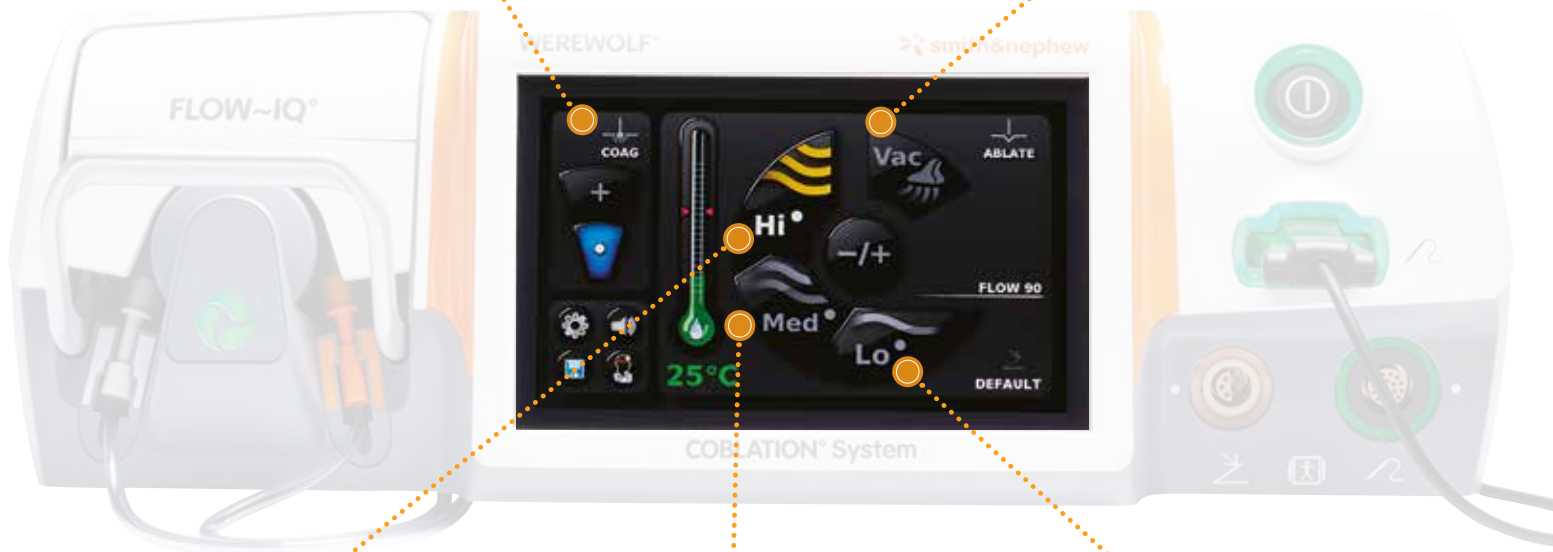 WEREWOLF°
smith&nephew
FLOW~IQ°
COAG
Vac
ABLATE
+
Hi°
−/+
FLOW 90
Med°
Lo°
25°C
DEFAULT
COBLATION° System